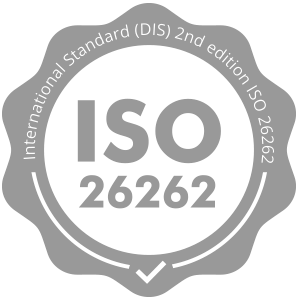 International Standard (DIS) 2nd edition ISO 26262
ISO
26262